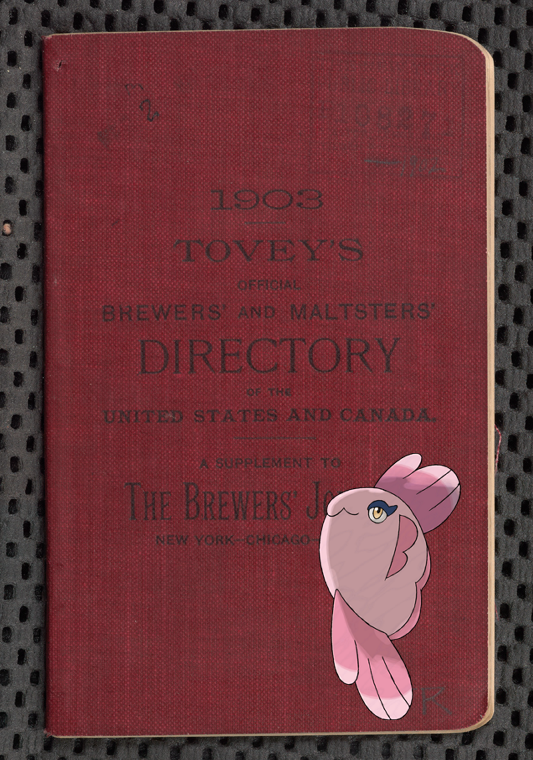 1903
TOVEY'S
OFFICIAL
BREWERS' AND MALTSTERS'
DIRECTORY
OF THE
UNITED STATES AND CANADA.
A SUPPLEMENT TO
THE BREWERS'
NEW YORK-CHICAGO-
K